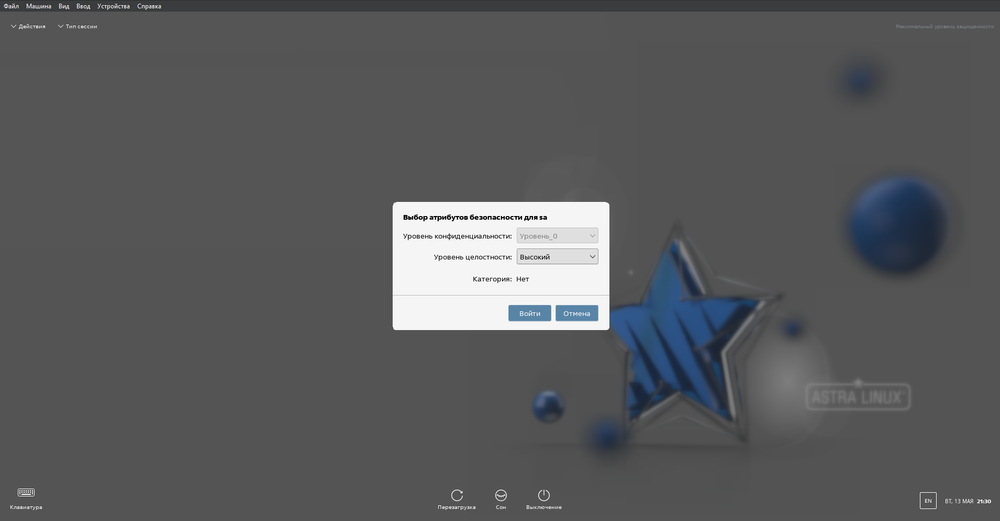 Файл Машина Вид Ввод Устройства Справка
Действия Тип сессии Максимальный уровень защищенности
Выбор атрибутов безопасности для sa
Уровень конфиденциальности: Уровень_0
Уровень целостности: Высокий
Категория: Нет
Войти Отмена
ASTRA LINUX
Клавиатура Перезагрузка Сон Выключение EN ВТ, 13 МАЯ 21:30